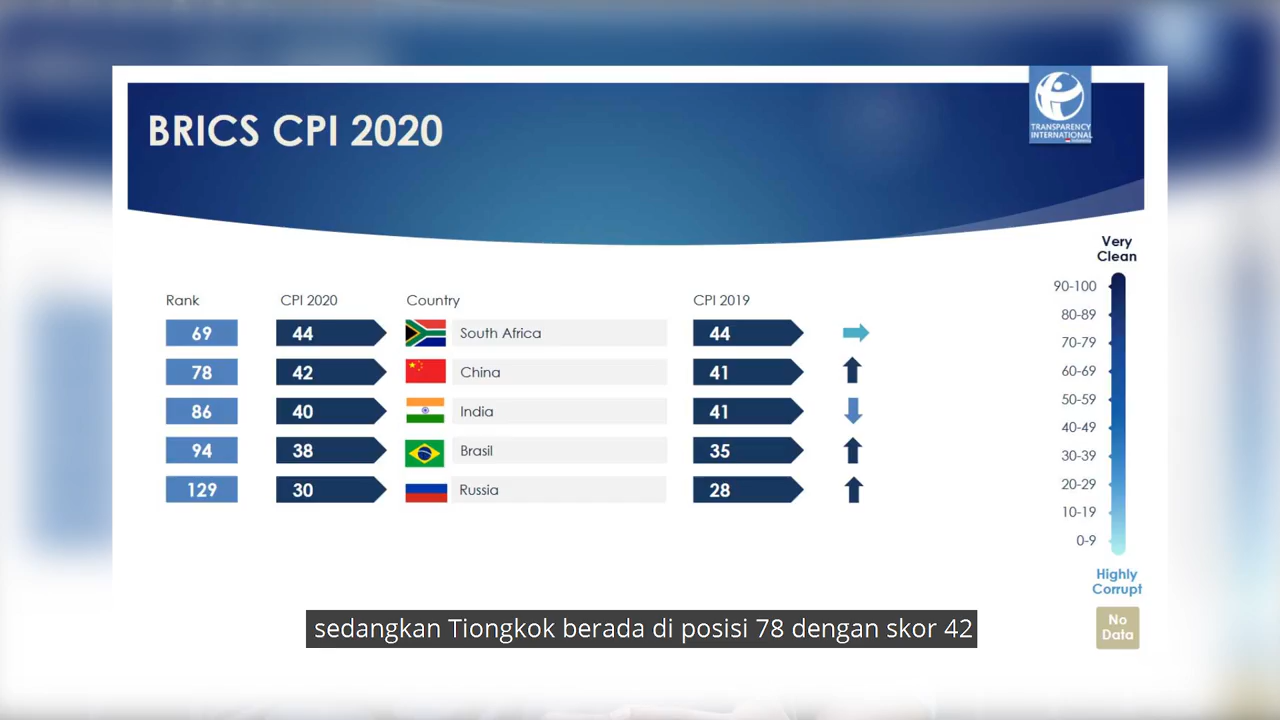 BRICS CPI 2020
TRANSPARENCY
INTERNATIONAL
Very
Clean
Rank CPI 2020 Country CPI 2019
69 44 South Africa 44
78 42 China 41
86 40 India 41
94 38 Brasil 35
129 30 Russia 28
90-100
80-89
70-79
60-69
50-59
40-49
30-39
20-29
10-19
0-9
Highly
Corrupt
No
Data
sedangkan Tiongkok berada di posisi 78 dengan skor 42